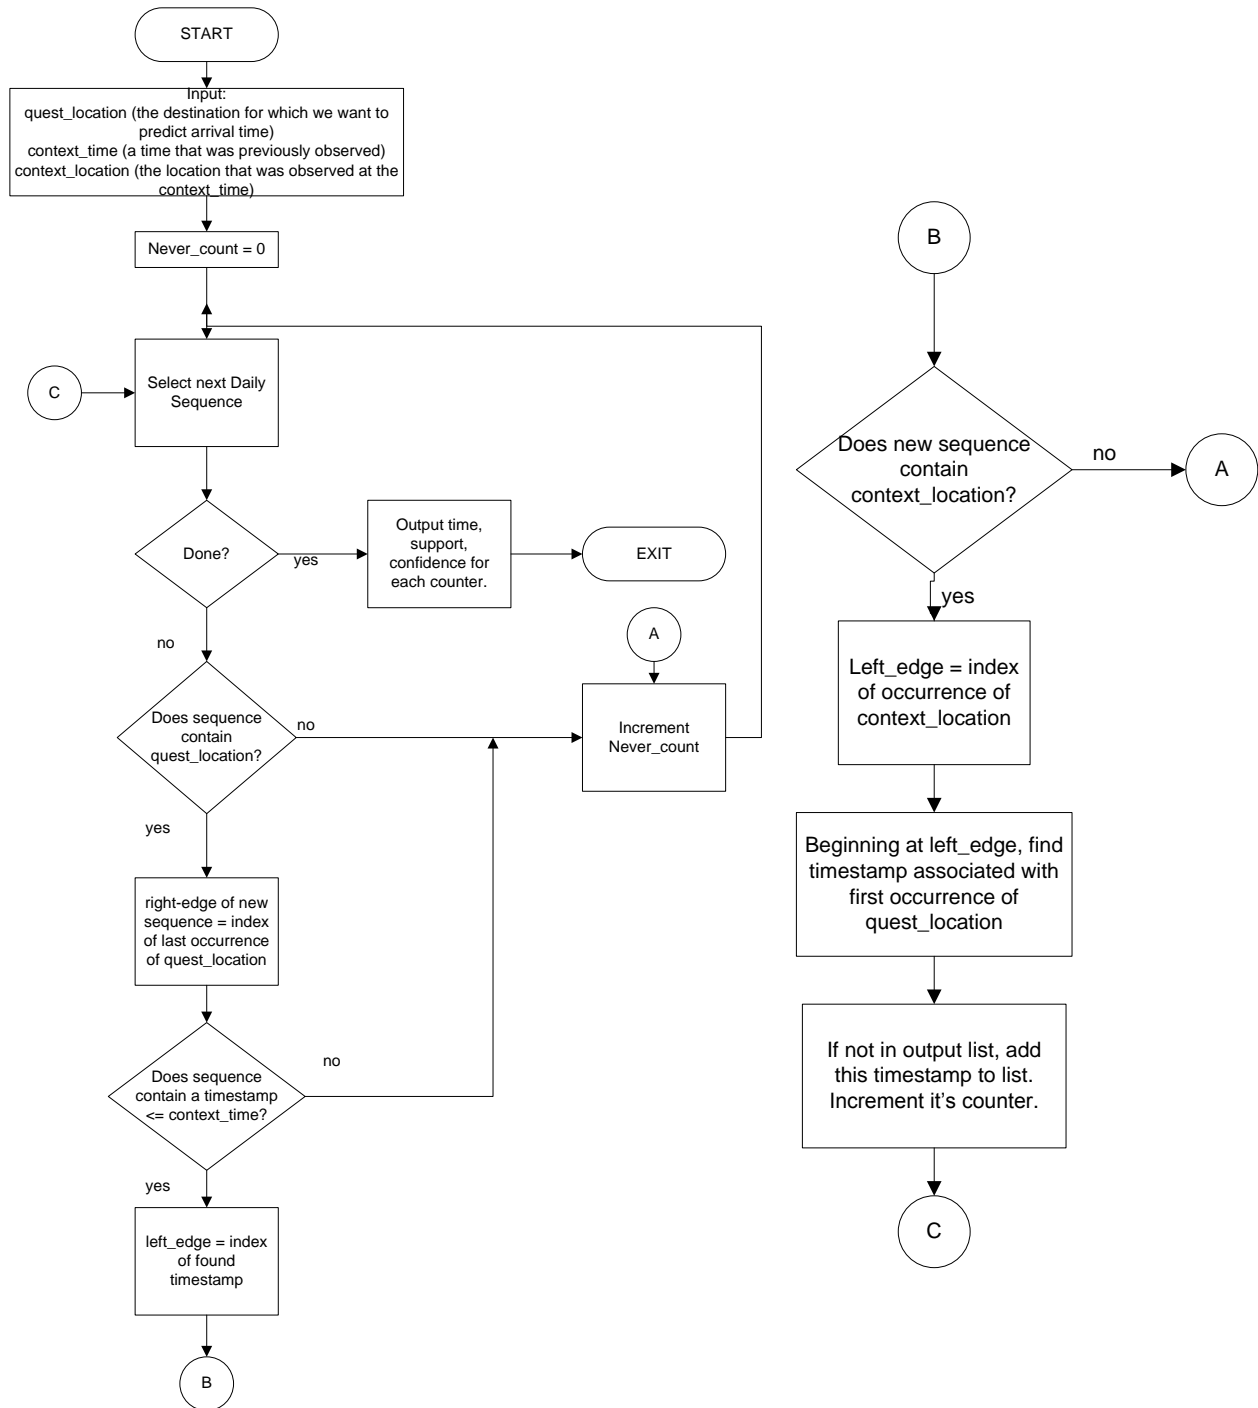 START
Input:
quest_location (the destination for which we want to
predict arrival time)
context_time (a time that was previously observed)
context_location (the location that was observed at the
context_time)
Never_count = 0
C
Select next Daily
Sequence
Done?
yes
Output time,
support,
confidence for
each counter.
EXIT
no
A
Does sequence
contain
quest_location?
no
Increment
Never_count
yes
right-edge of new
sequence = index
of last occurrence
of quest_location
Does sequence
contain a timestamp
<= context_time?
no
yes
left_edge = index
of found
timestamp
B
B
Does new sequence
contain
context_location?
no
A
yes
Left_edge = index
of occurrence of
context_location
Beginning at left_edge, find
timestamp associated with
first occurrence of
quest_location
If not in output list, add
this timestamp to list.
Increment it's counter.
C